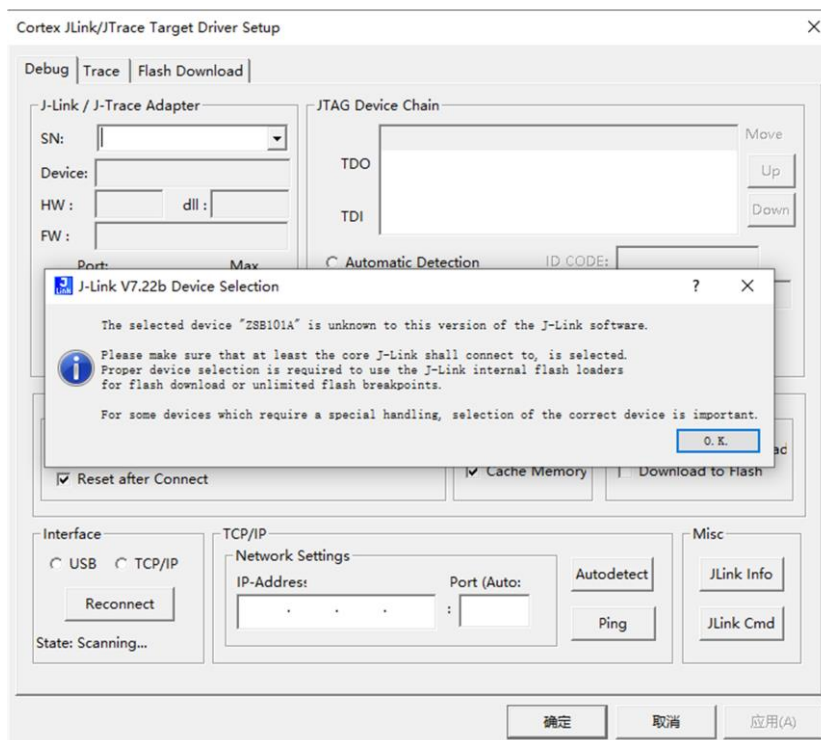 Cortex JLink/JTrace Target Driver Setup
Debug
Trace
Flash Download
J-Link / J-Trace Adapter
SN:
Device:
HW :
dll :
FW :
Port:
Max
JTAG Device Chain
TDO
TDI
Move
Up
Down
Automatic Detection
ID CODE:
J-Link V7.22b Device Selection
The selected device "ZSB101A" is unknown to this version of the J-Link software.
Please make sure that at least the core J-Link shall connect to, is selected.
Proper device selection is required to use the J-Link internal flash loaders
for flash download or unlimited flash breakpoints.
For some devices which require a special handling, selection of the correct device is important.
O.K.
Reset after Connect
Cache Memory
Download to Flash
Interface
USB
TCP/IP
Reconnect
State: Scanning...
TCP/IP
Network Settings
IP-Address:
Port (Auto:
. . . :
Autodetect
Ping
Misc
JLink Info
JLink Cmd
确定
取消
应用(A)